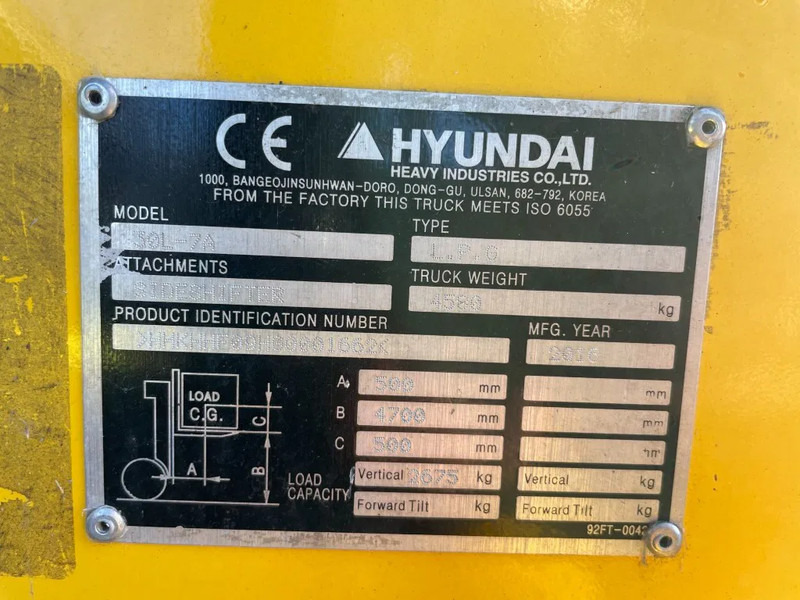 CE HYUNDAI
HEAVY INDUSTRIES CO.,LTD.
1000, BANGEOJINSUNHWAN-DORO, DONG-GU, ULSAN, 682-792, KOREA
FROM THE FACTORY THIS TRUCK MEETS ISO 6055
MODEL
TYPE
L.P.G
ATTACHMENTS
SIDESHIFTER
TRUCK WEIGHT
4580 kg
PRODUCT IDENTIFICATION NUMBER
MFG. YEAR
LOAD
C.G.
A
B
C
A 500 mm mm
B 4700 mm mm
C 500 mm
LOAD
CAPACITY
Vertical 2675 kg Vertical kg
Forward Tilt kg Forward Tilt kg